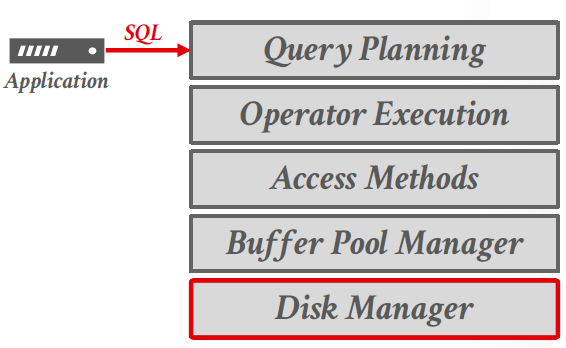 SQL
Application
Query Planning
Operator Execution
Access Methods
Buffer Pool Manager
Disk Manager